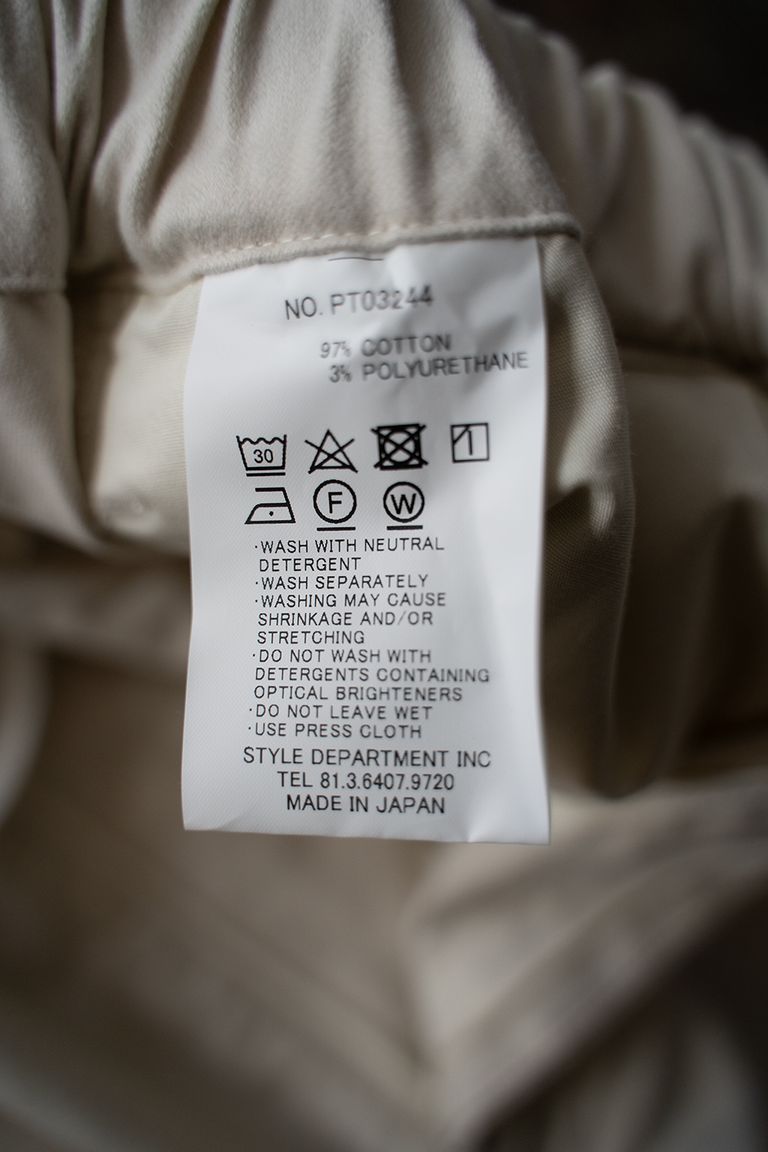 NO. PT03244
97% COTTON
3% POLYURETHANE
30
F W
·WASH WITH NEUTRAL
DETERGENT
·WASH SEPARATELY
·WASHING MAY CAUSE
SHRINKAGE AND/OR
STRETCHING
·DO NOT WASH WITH
DETERGENTS CONTAINING
OPTICAL BRIGHTENERS
·DO NOT LEAVE WET
·USE PRESS CLOTH
STYLE DEPARTMENT INC
TEL 81.3.6407.9720
MADE IN JAPAN